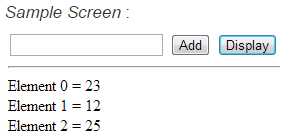 Sample Screen :
Add Display
Element 0 = 23
Element 1 = 12
Element 2 = 25